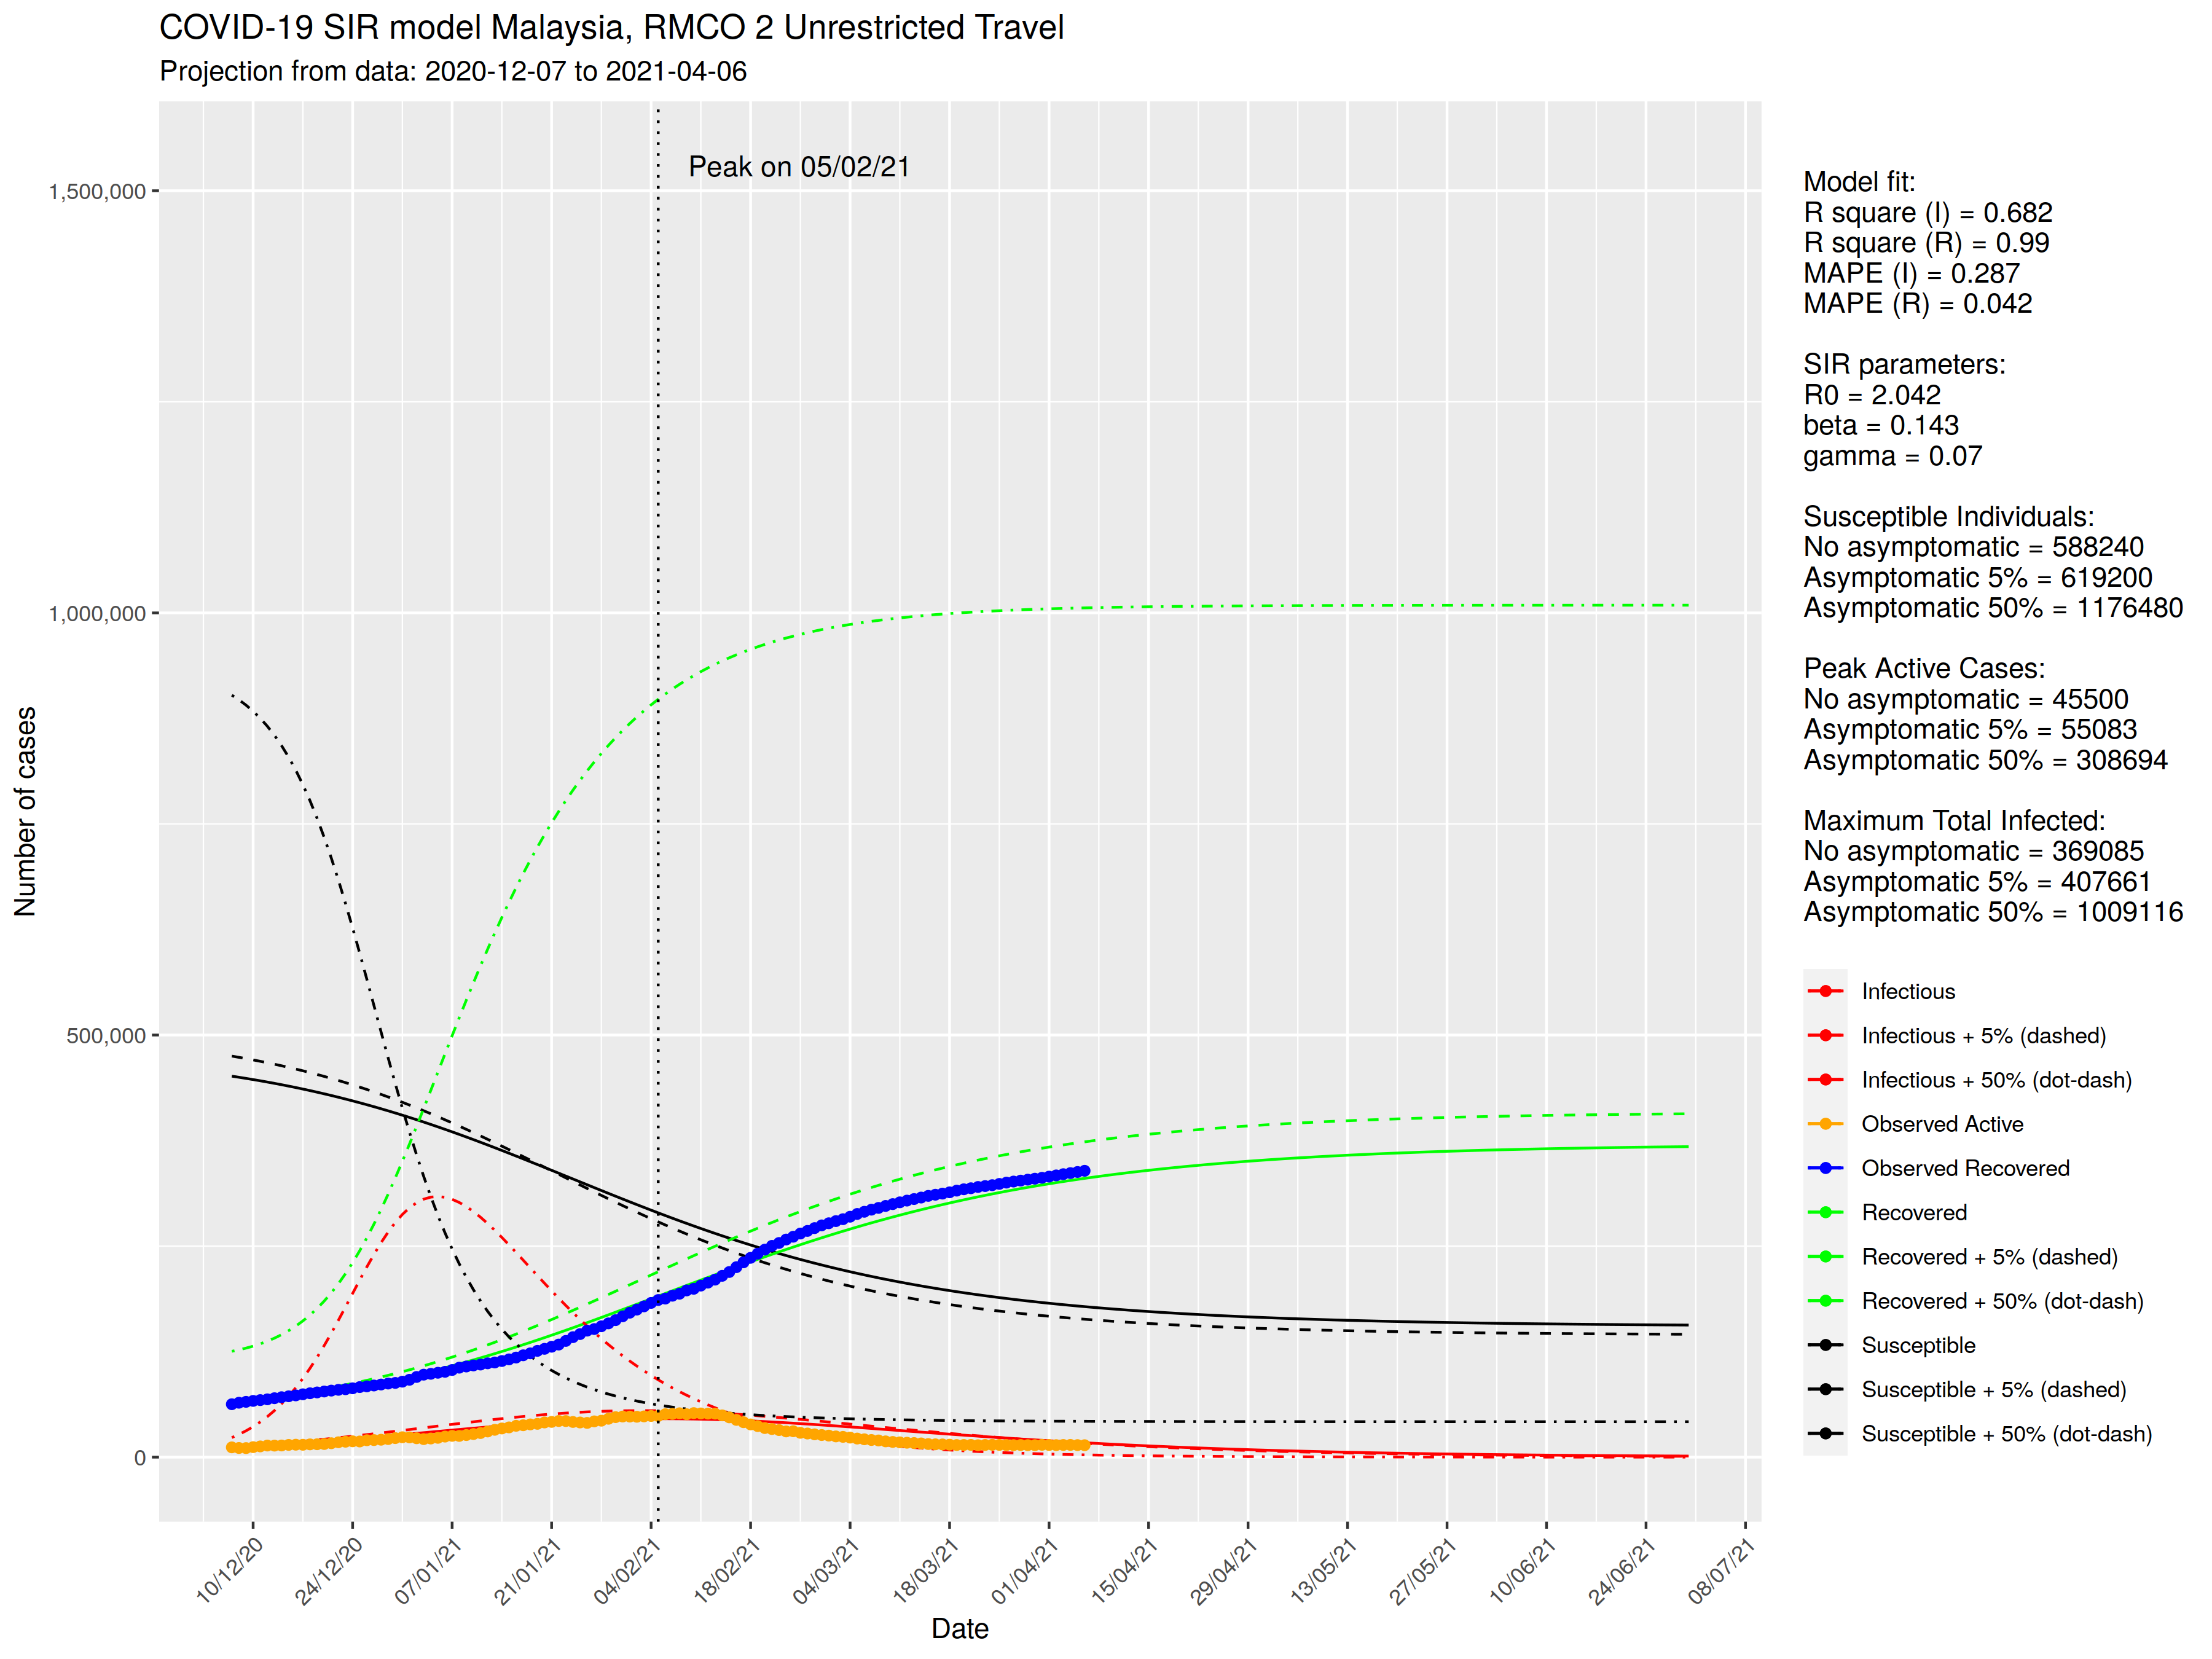 COVID-19 SIR model Malaysia, RMCO 2 Unrestricted Travel
Projection from data: 2020-12-07 to 2021-04-06
Peak on 05/02/21
1,500,000
1,000,000
500,000
0
Number of cases
10/12/20
24/12/20
07/01/21
21/01/21
04/02/21
18/02/21
04/03/21
18/03/21
01/04/21
15/04/21
29/04/21
13/05/21
27/05/21
10/06/21
24/06/21
08/07/21
Date
Model fit:
R square (I) = 0.682
R square (R) = 0.99
MAPE (I) = 0.287
MAPE (R) = 0.042
SIR parameters:
R0 = 2.042
beta = 0.143
gamma = 0.07
Susceptible Individuals:
No asymptomatic = 588240
Asymptomatic 5% = 619200
Asymptomatic 50% = 1176480
Peak Active Cases:
No asymptomatic = 45500
Asymptomatic 5% = 55083
Asymptomatic 50% = 308694
Maximum Total Infected:
No asymptomatic = 369085
Asymptomatic 5% = 407661
Asymptomatic 50% = 1009116
Infectious
Infectious + 5% (dashed)
Infectious + 50% (dot-dash)
Observed Active
Observed Recovered
Recovered
Recovered + 5% (dashed)
Recovered + 50% (dot-dash)
Susceptible
Susceptible + 5% (dashed)
Susceptible + 50% (dot-dash)